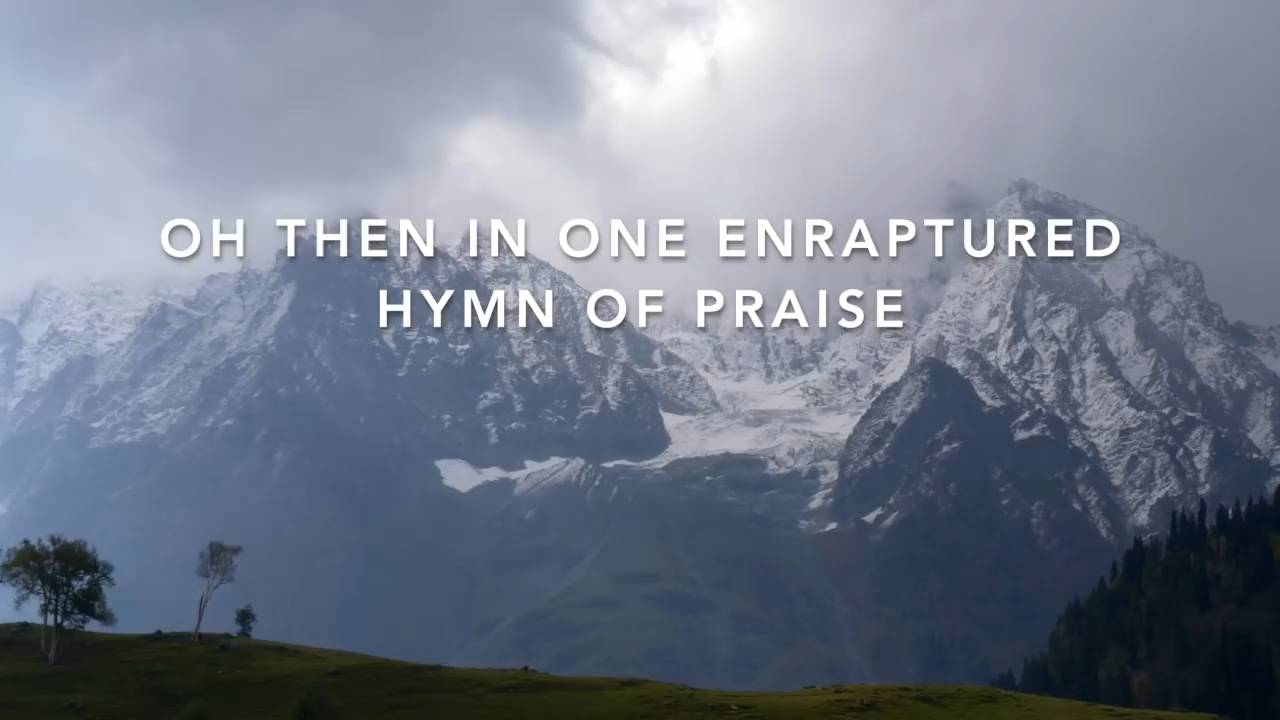 OH THEN IN ONE ENRAPTURED
HYMN OF PRAISE